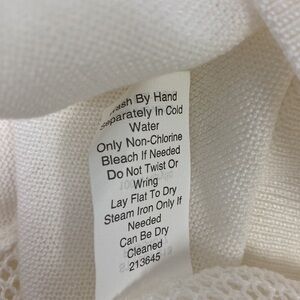 Wash By Hand
Separately In Cold
Water
Only Non-Chlorine
Bleach If Needed
Do Not Twist Or
Wring
Lay Flat To Dry
Steam Iron Only If
Needed
Can Be Dry
Cleaned
213645